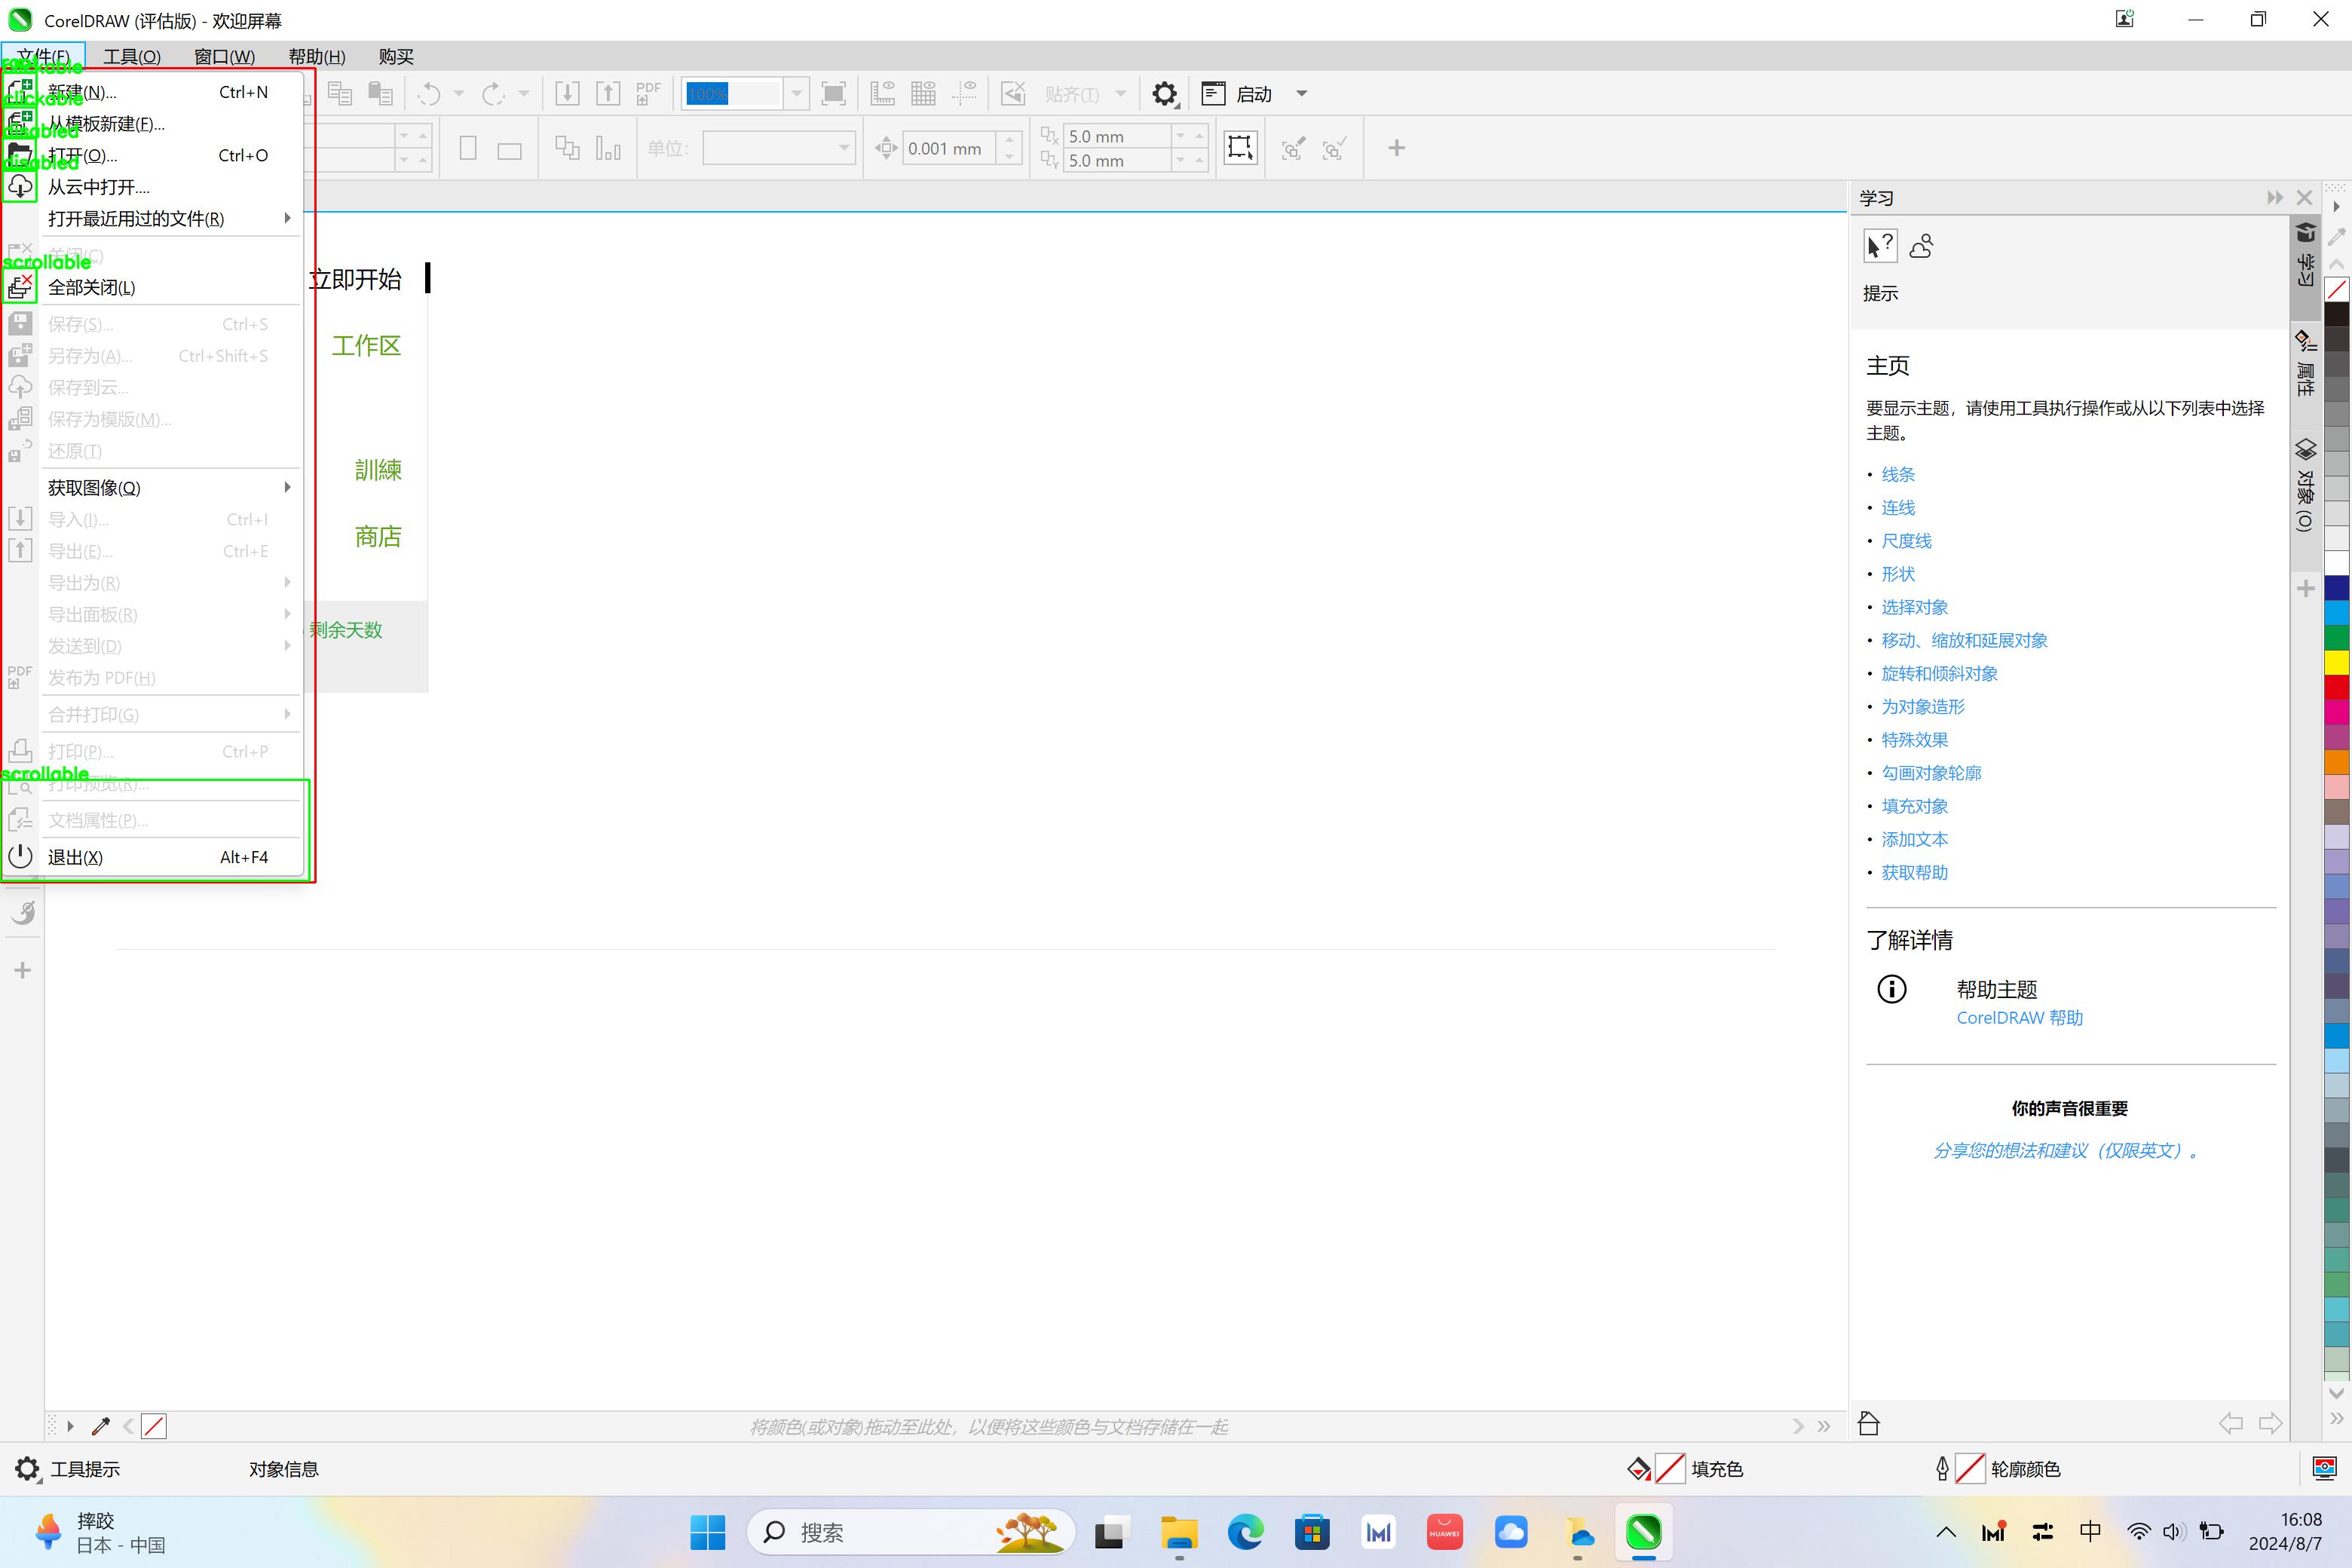 CorelDRAW (评估版) - 欢迎屏幕
文件(F) 工具(O) 窗口(W) 帮助(H) 购买
clickable
新建(N)... Ctrl+N
clickable
从模板新建(F)...
disabled
打开(O)... Ctrl+O
disabled
从云中打开....
打开最近用过的文件(R)
关闭(C)
scrollable
全部关闭(L)
保存(S)... Ctrl+S
另存为(A)... Ctrl+Shift+S
保存到云...
保存为模版(M)...
还原(T)
获取图像(Q)
导入(I)... Ctrl+I
导出(E)... Ctrl+E
导出为(R)
导出面板(R)
发送到(D)
PDF 发布为 PDF(H)
合并打印(G)
打印(P)... Ctrl+P
scrollable
打印预览(R)...
文档属性(P)...
退出(X) Alt+F4
PDF
100%
贴齐(T)
启动
单位:
0.001 mm
5.0 mm
5.0 mm
立即开始
工作区
訓練
商店
剩余天数
学习
提示
主页
要显示主题，请使用工具执行操作或从以下列表中选择
主题。
• 线条
• 连线
• 尺度线
• 形状
• 选择对象
• 移动、缩放和延展对象
• 旋转和倾斜对象
• 为对象造形
• 特殊效果
• 勾画对象轮廓
• 填充对象
• 添加文本
• 获取帮助
了解详情
帮助主题
CorelDRAW 帮助
你的声音很重要
分享您的想法和建议（仅限英文）。
学习
属性
对象 (O)
将颜色(或对象)拖动至此处，以便将这些颜色与文档存储在一起
工具提示 对象信息 填充色 轮廓颜色
摔跤
日本 - 中国
搜索
HUAWEI
中
16:08
2024/8/7